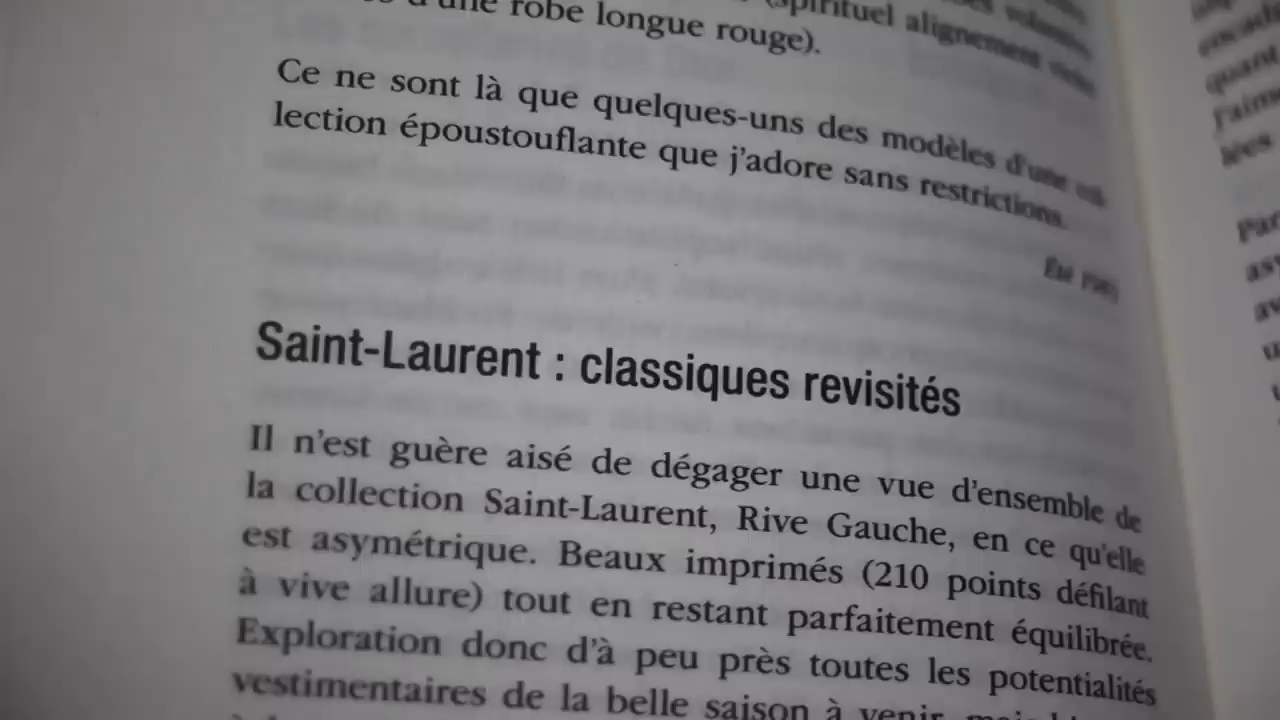 d'une robe longue rouge). (spirituel alignement
Ce ne sont là que quelques-uns des modèles d'une
lection époustouflante que j'adore sans restrictions.
Saint-Laurent : classiques revisités
Il n'est guère aisé de dégager une vue d'ensemble de
la collection Saint-Laurent, Rive Gauche, en ce qu'elle
est asymétrique. Beaux imprimés (210 points défilant
à vive allure) tout en restant parfaitement équilibrée.
Exploration donc d'à peu près toutes les potentialités
vestimentaires de la belle saison à venir, mais